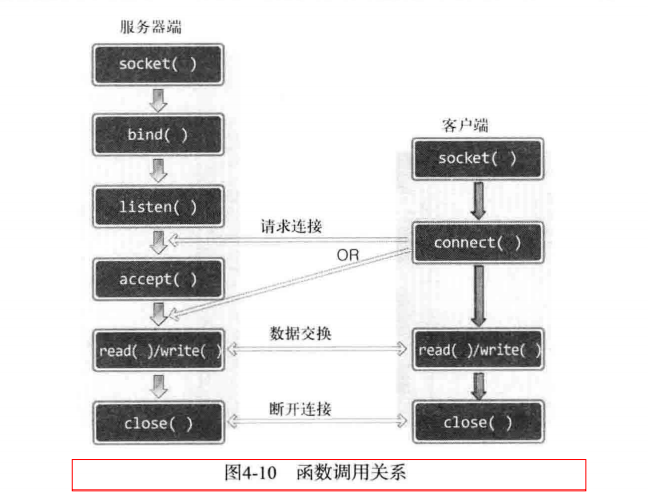 服务器端
socket( )
bind( )
listen( )
accept( )
read( )/write( )
close( )
客户端
socket( )
connect( )
read( )/write( )
close( )
请求连接
OR
数据交换
断开连接
图4-10 函数调用关系